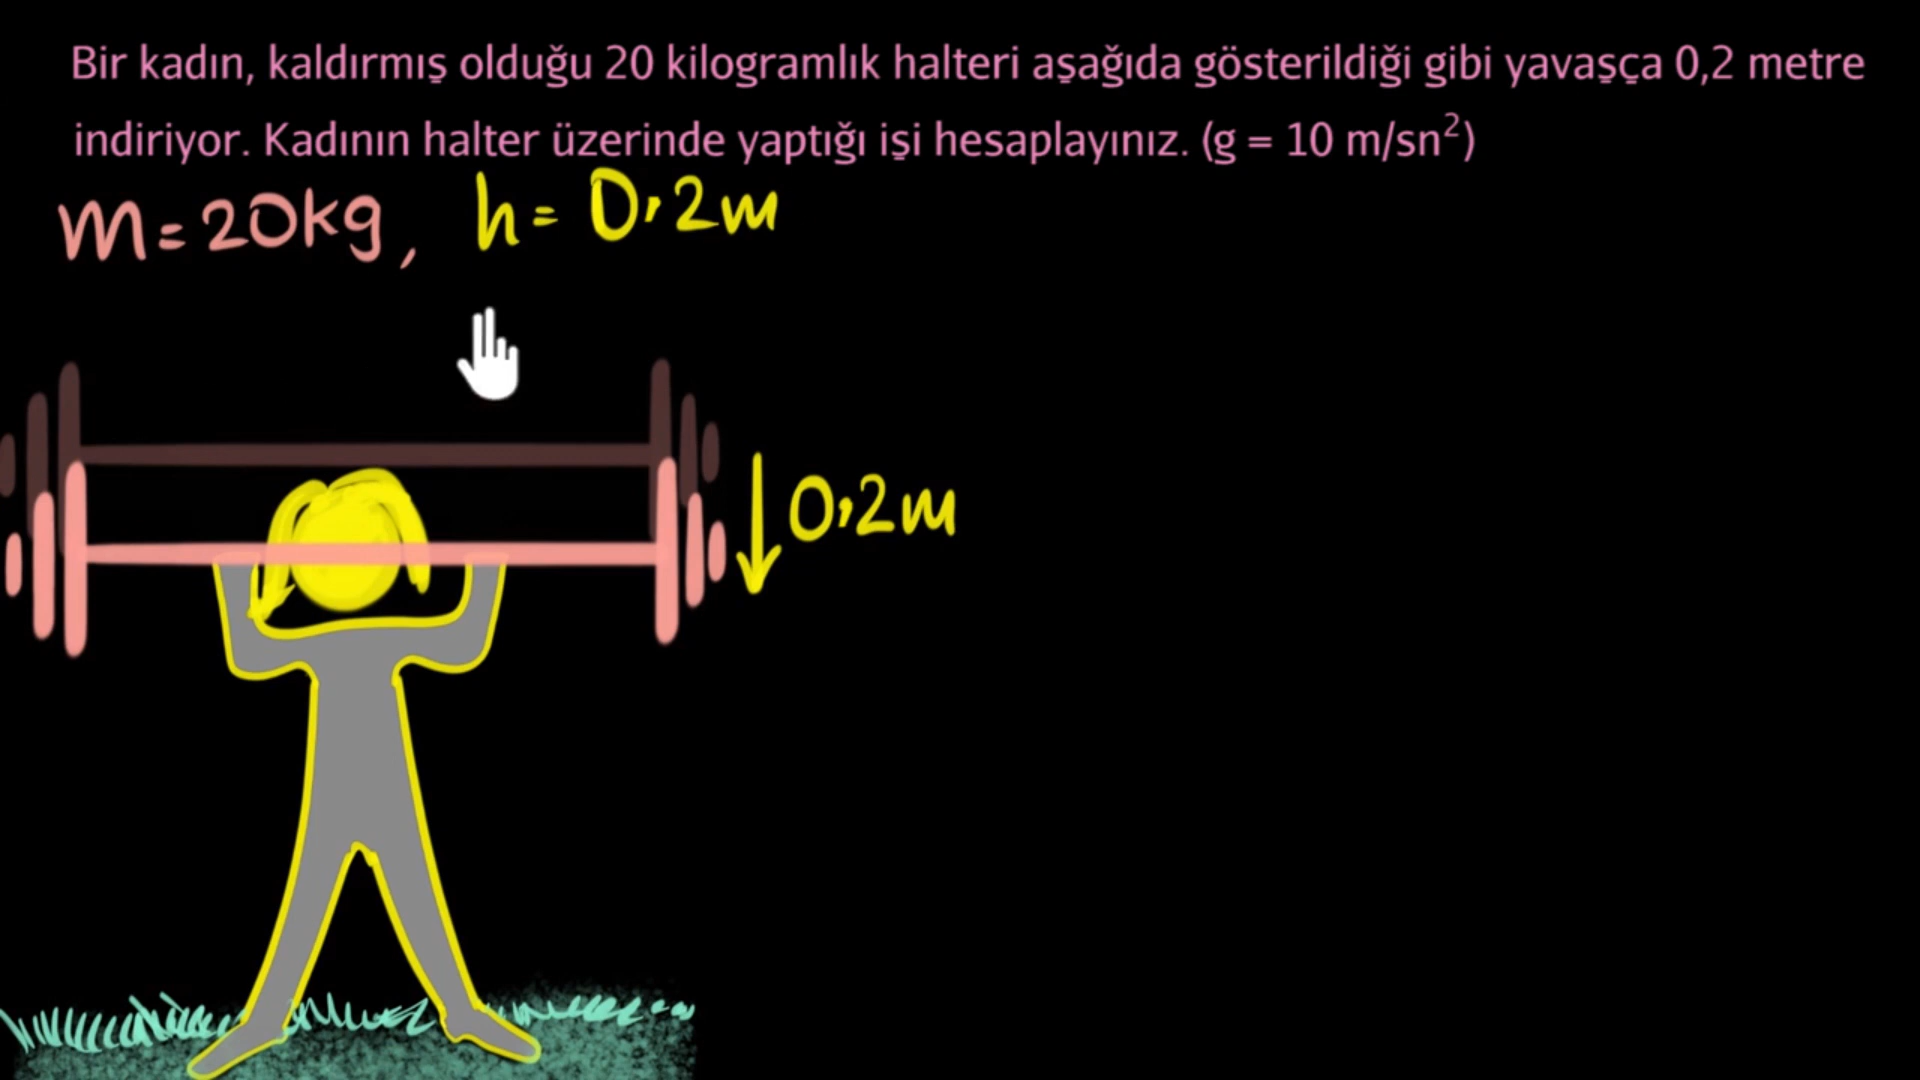 Bir kadın, kaldırmış olduğu 20 kilogramlık halteri aşağıda gösterildiği gibi yavaşça 0,2 metre
indiriyor. Kadının halter üzerinde yaptığı işi hesaplayınız. (g = 10 m/sn²)
m=20kg, h=0,2m
0,2m